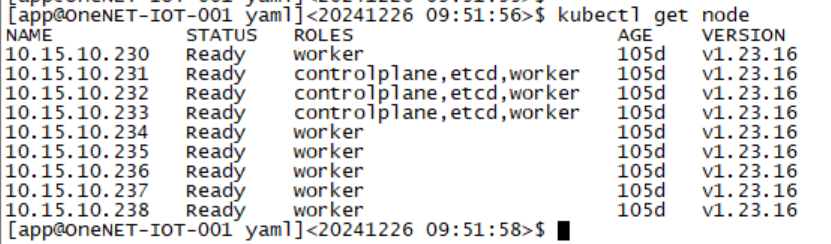 [app@OneNET-IOT-001 yaml]<20241226 09:51:56>$ kubectl get node
NAME STATUS ROLES AGE VERSION
10.15.10.230 Ready worker 105d v1.23.16
10.15.10.231 Ready controlplane,etcd,worker 105d v1.23.16
10.15.10.232 Ready controlplane,etcd,worker 105d v1.23.16
10.15.10.233 Ready controlplane,etcd,worker 105d v1.23.16
10.15.10.234 Ready worker 105d v1.23.16
10.15.10.235 Ready worker 105d v1.23.16
10.15.10.236 Ready worker 105d v1.23.16
10.15.10.237 Ready worker 105d v1.23.16
10.15.10.238 Ready worker 105d v1.23.16
[app@OneNET-IOT-001 yaml]<20241226 09:51:58>$